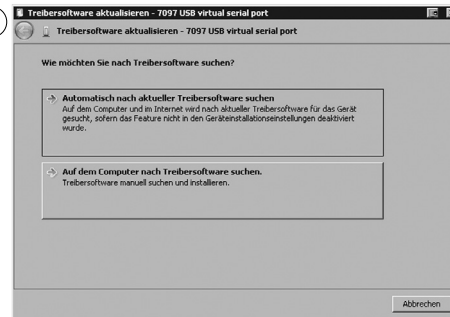 Treibersoftware aktualisieren - 7097 USB virtual serial port
Treibersoftware aktualisieren - 7097 USB virtual serial port
Wie möchten Sie nach Treibersoftware suchen?
Automatisch nach aktueller Treibersoftware suchen
Auf dem Computer und im Internet wird nach aktueller Treibersoftware für das Gerät
gesucht, sofern das Feature nicht in den Geräteinstallationseinstellungen deaktiviert
wurde.
Auf dem Computer nach Treibersoftware suchen.
Treibersoftware manuell suchen und installieren.
Abbrechen